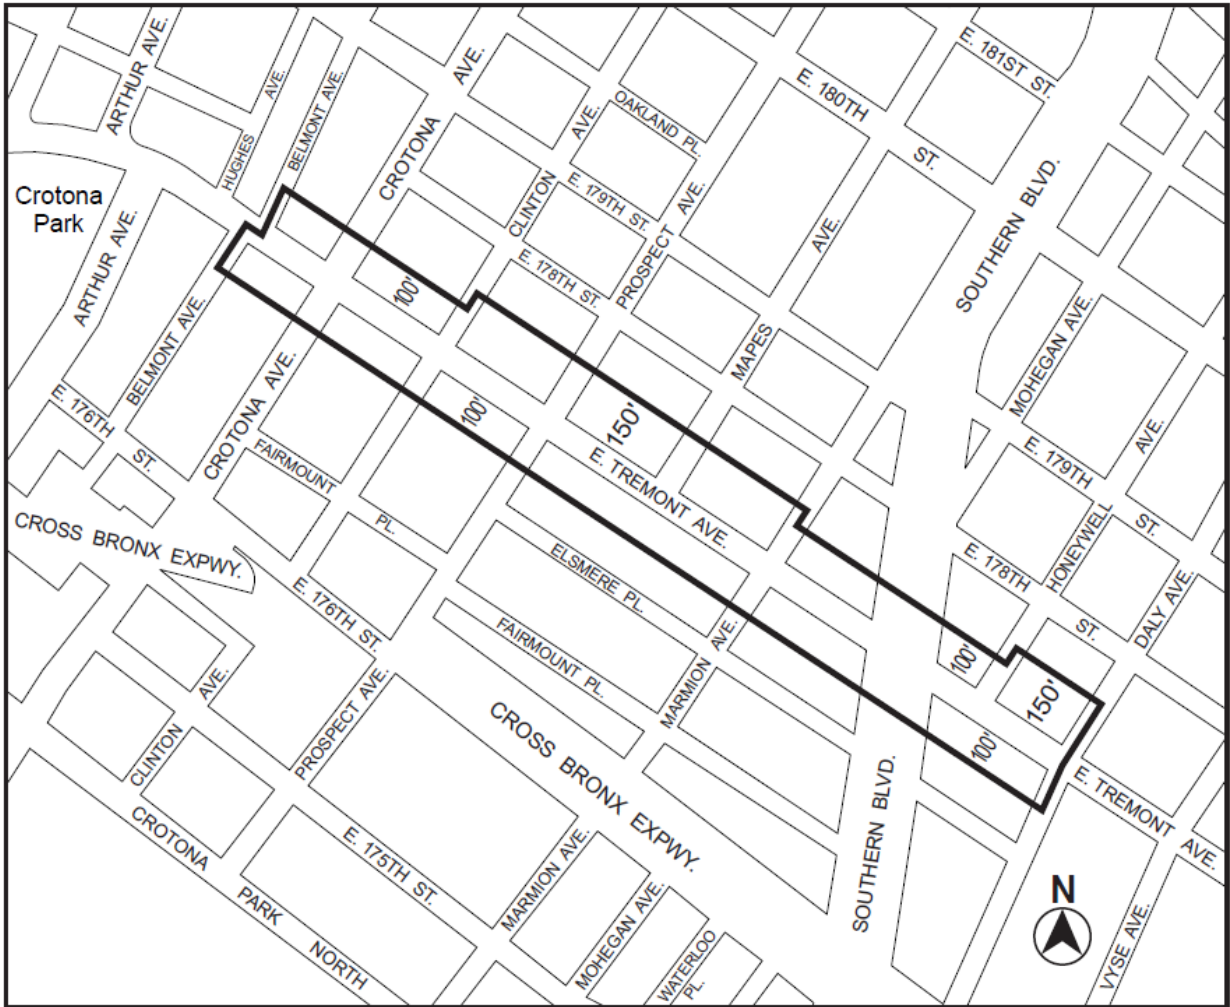 ARTHUR AVE.
HUGHES AVE.
BELMONT AVE.
CROTONA AVE.
CLINTON AVE.
OAKLAND PL.
E. 180TH ST.
E. 181ST ST.
Crotona
Park
ARTHUR AVE.
E. 179TH ST.
PROSPECT AVE.
MAPES AVE.
SOUTHERN BLVD.
E. 178TH ST.
100'
BELMONT AVE.
CROTONA AVE.
E. 176TH ST.
100'
150'
MOHEGAN AVE.
E. 179TH ST.
FAIRMOUNT PL.
E. TREMONT AVE.
HONEYWELL AVE.
CROSS BRONX EXPWY.
ELSMERE PL.
E. 178TH ST.
DALY AVE.
E. 176TH ST.
FAIRMOUNT PL.
MARMION AVE.
100'
150'
100'
CLINTON AVE.
PROSPECT AVE.
CROSS BRONX EXPWY.
SOUTHERN BLVD.
E. TREMONT AVE.
CROTONA PARK NORTH
E. 175TH ST.
MARMION AVE.
MOHEGAN AVE.
WATERLOO PL.
N
VYSE AVE.